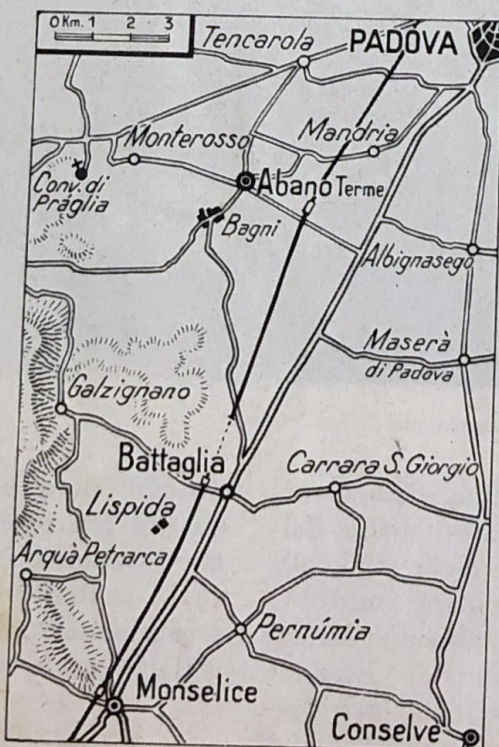 0 Km. 1 2 3
Tencarola
PADOVA
Monterosso
Mandria
Conv. di
Práglia
Abano Terme
Bagni
Albignasego
Maserà
di Padova
Galzignano
Battaglia
Carrara S. Giorgio
Lispida
Arquà Petrarca
Pernúmia
Monselice
Conselve